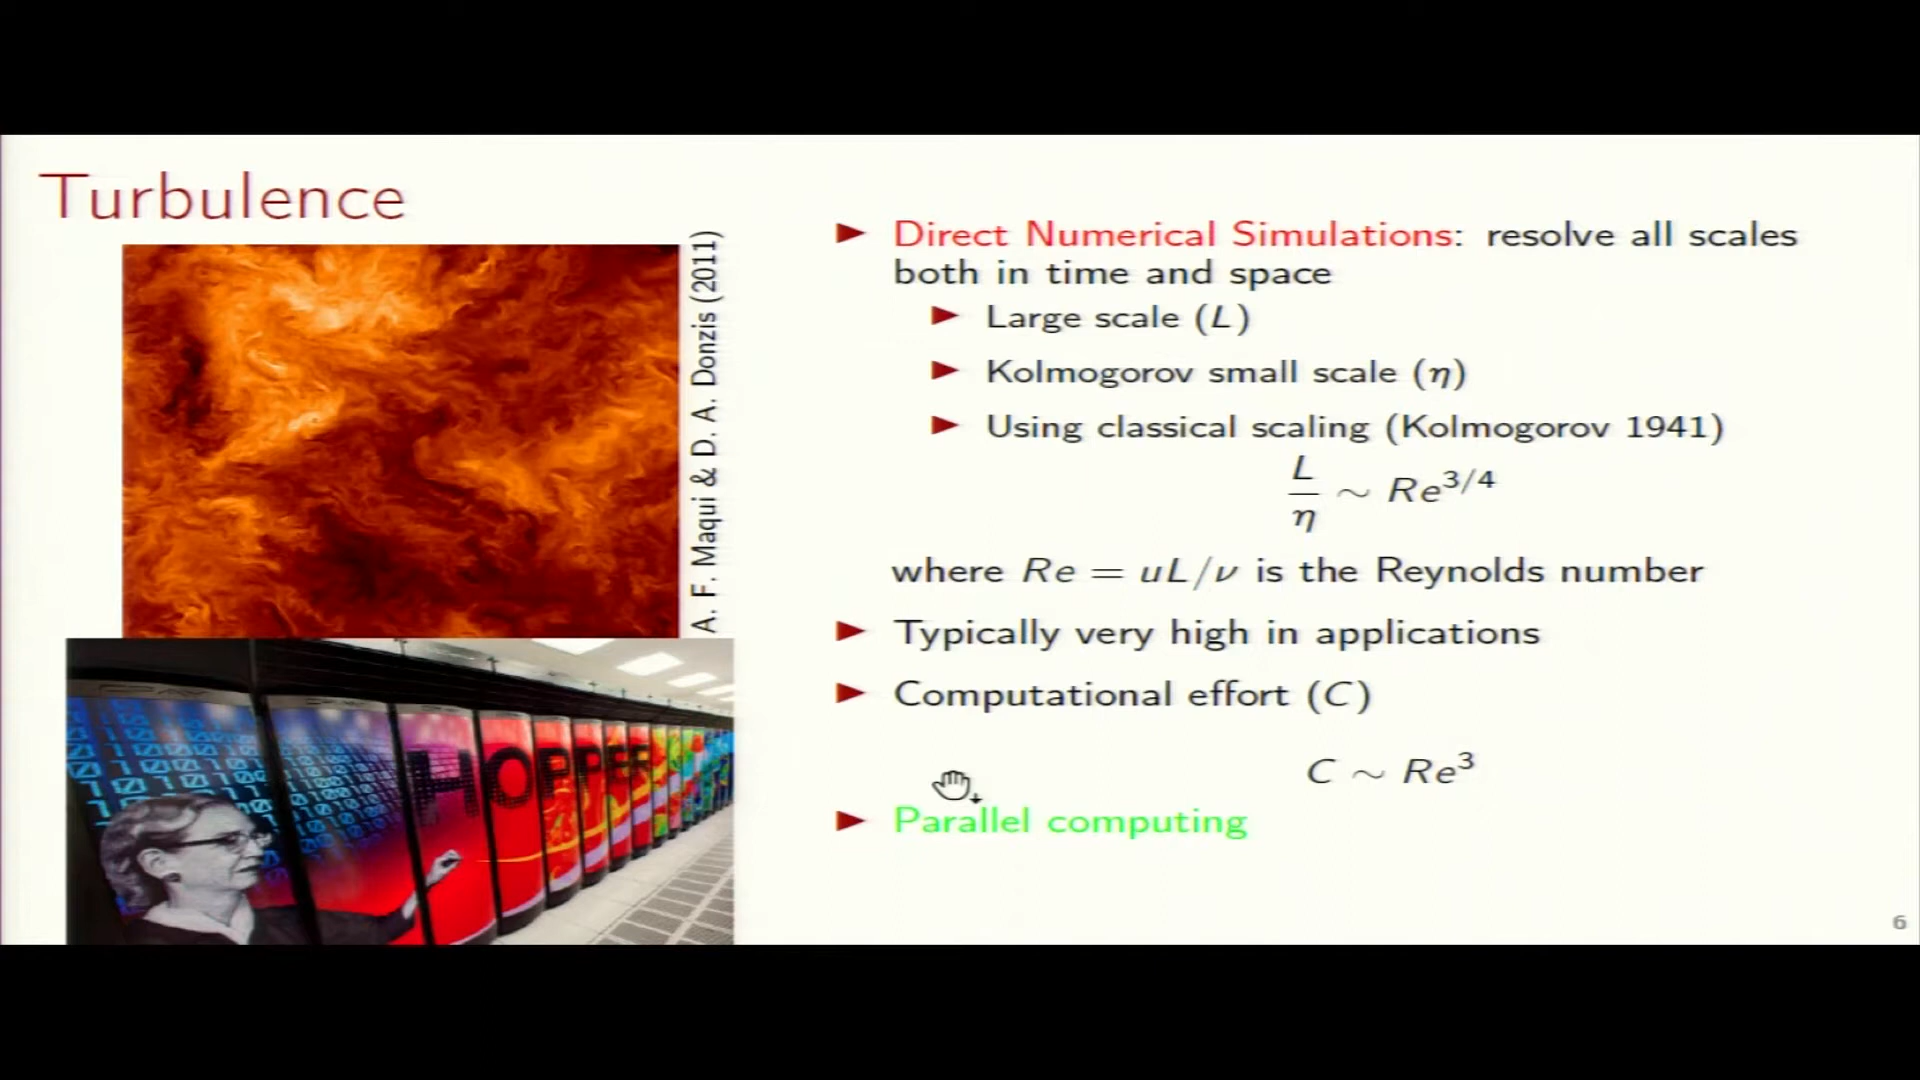 Turbulence
A. F. Maqui & D. A. Donzis (2011)
HOPPER
► Direct Numerical Simulations: resolve all scales
both in time and space
► Large scale (L)
► Kolmogorov small scale (η)
► Using classical scaling (Kolmogorov 1941)
L/η ∼ Re^{3/4}
where Re = uL/ν is the Reynolds number
► Typically very high in applications
► Computational effort (C)
C ∼ Re^3
► Parallel computing
6